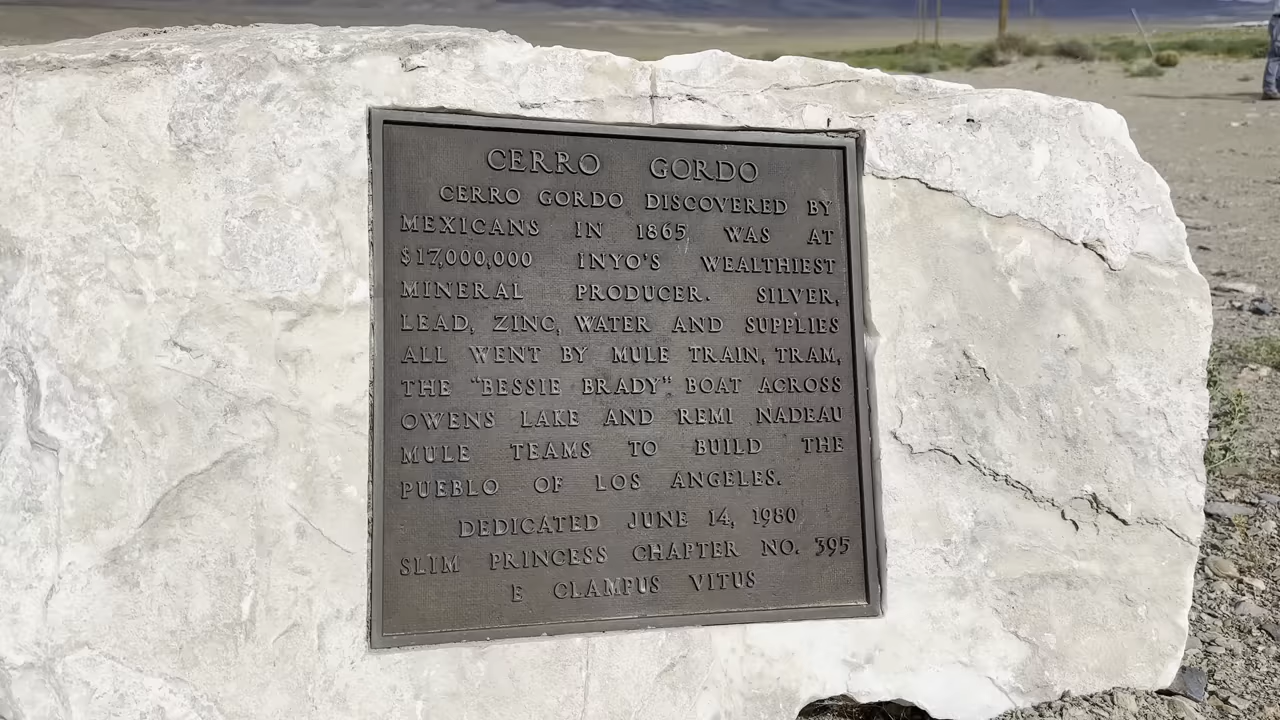 CERRO GORDO
CERRO GORDO DISCOVERED BY
MEXICANS IN 1865 WAS AT
$17,000,000 INYO'S WEALTHIEST
MINERAL PRODUCER. SILVER,
LEAD, ZINC, WATER AND SUPPLIES
ALL WENT BY MULE TRAIN, TRAM,
THE "BESSIE BRADY" BOAT ACROSS
OWENS LAKE AND REMI NADEAU
MULE TEAMS TO BUILD THE
PUEBLO OF LOS ANGELES.
DEDICATED JUNE 14, 1980
SLIM PRINCESS CHAPTER NO. 395
E CLAMPUS VITUS